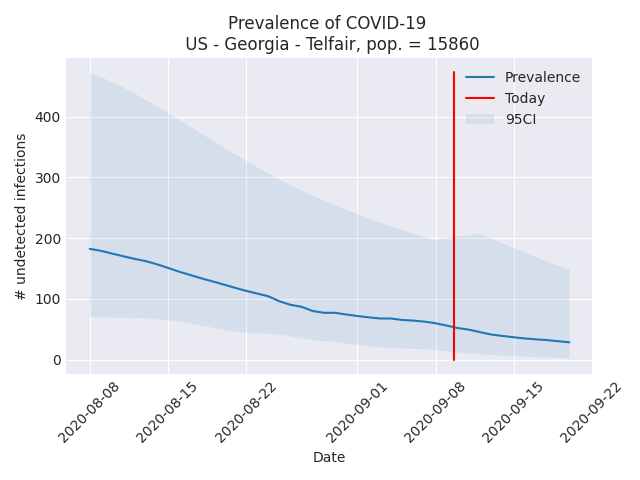 Prevalence of COVID-19
US - Georgia - Telfair, pop. = 15860
Prevalence
Today
95CI
# undetected infections
400
300
200
100
0
2020-08-08
2020-08-15
2020-08-22
2020-09-01
2020-09-08
2020-09-15
2020-09-22
Date